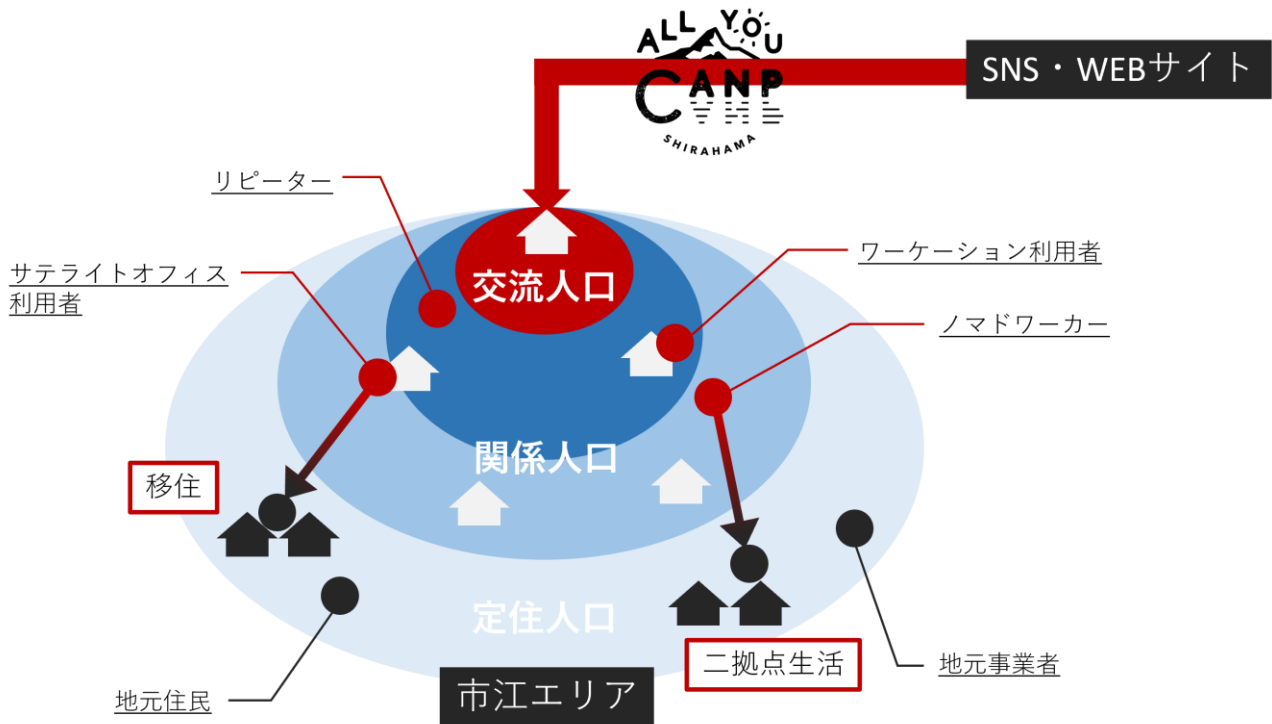 ALL YOU
CANP
SHIRAHAMA
SNS・WEBサイト
リピーター
サテライトオフィス
利用者
ワーケーション利用者
ノマドワーカー
交流人口
関係人口
移住
定住人口
二拠点生活
地元事業者
地元住民
市江エリア